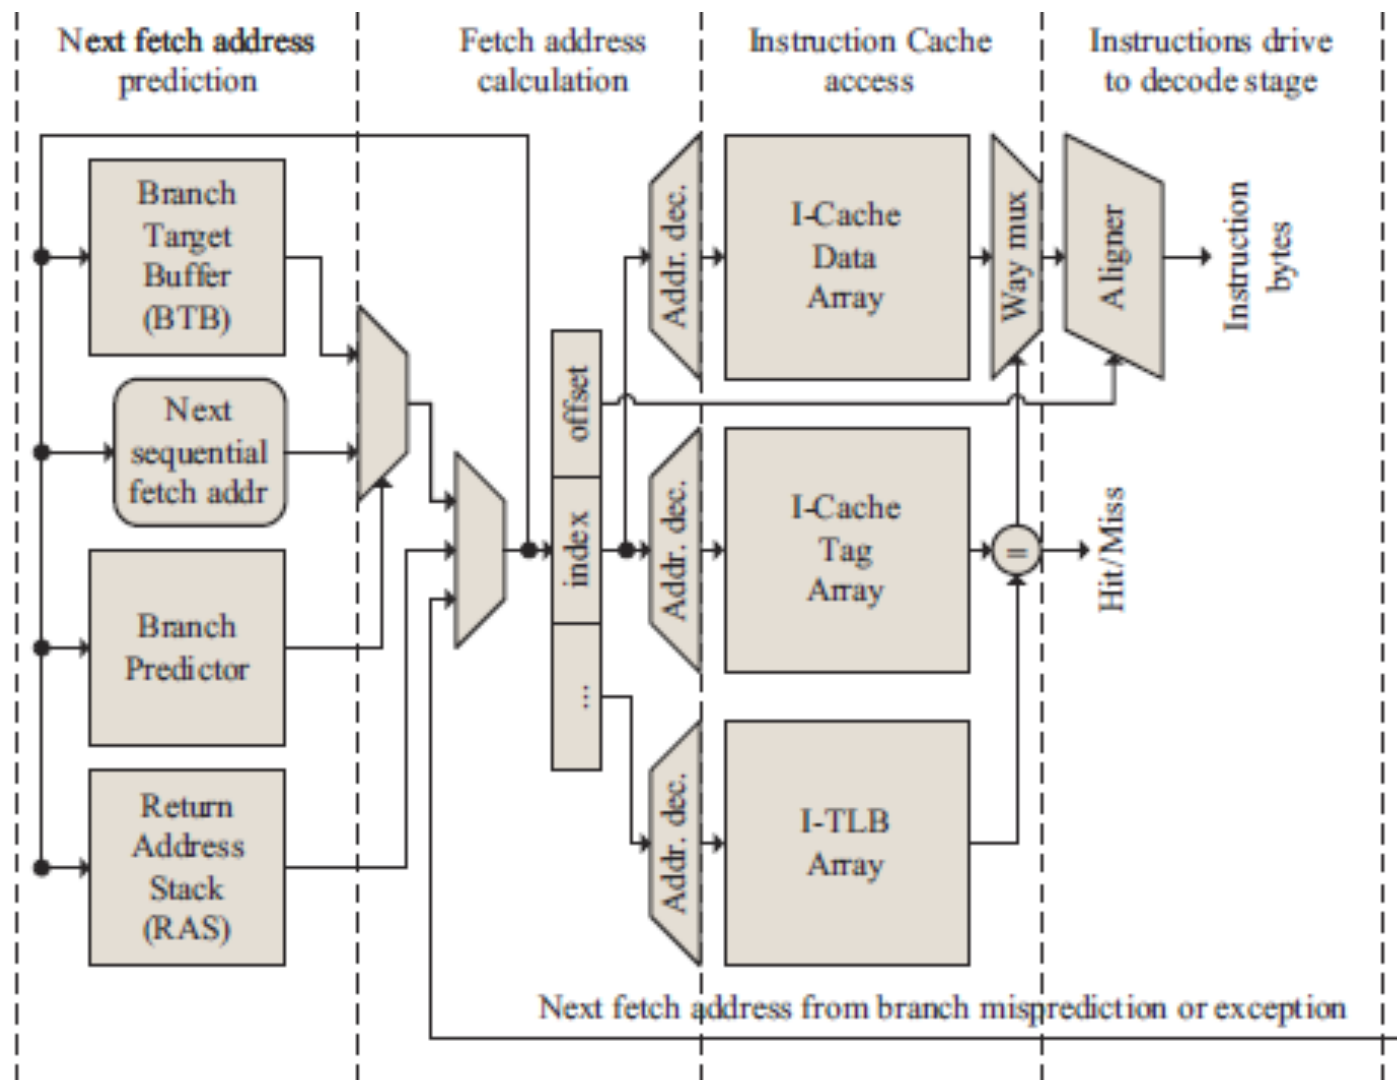 Next fetch address
prediction
Fetch address
calculation
Instruction Cache
access
Instructions drive
to decode stage
Branch
Target
Buffer
(BTB)
Next
sequential
fetch addr
Branch
Predictor
Return
Address
Stack
(RAS)
offset
index
...
Addr. dec.
Addr. dec.
Addr. dec.
I-Cache
Data
Array
I-Cache
Tag
Array
I-TLB
Array
Way mux
=
Aligner
Instruction
bytes
Hit/Miss
Next fetch address from branch misprediction or exception